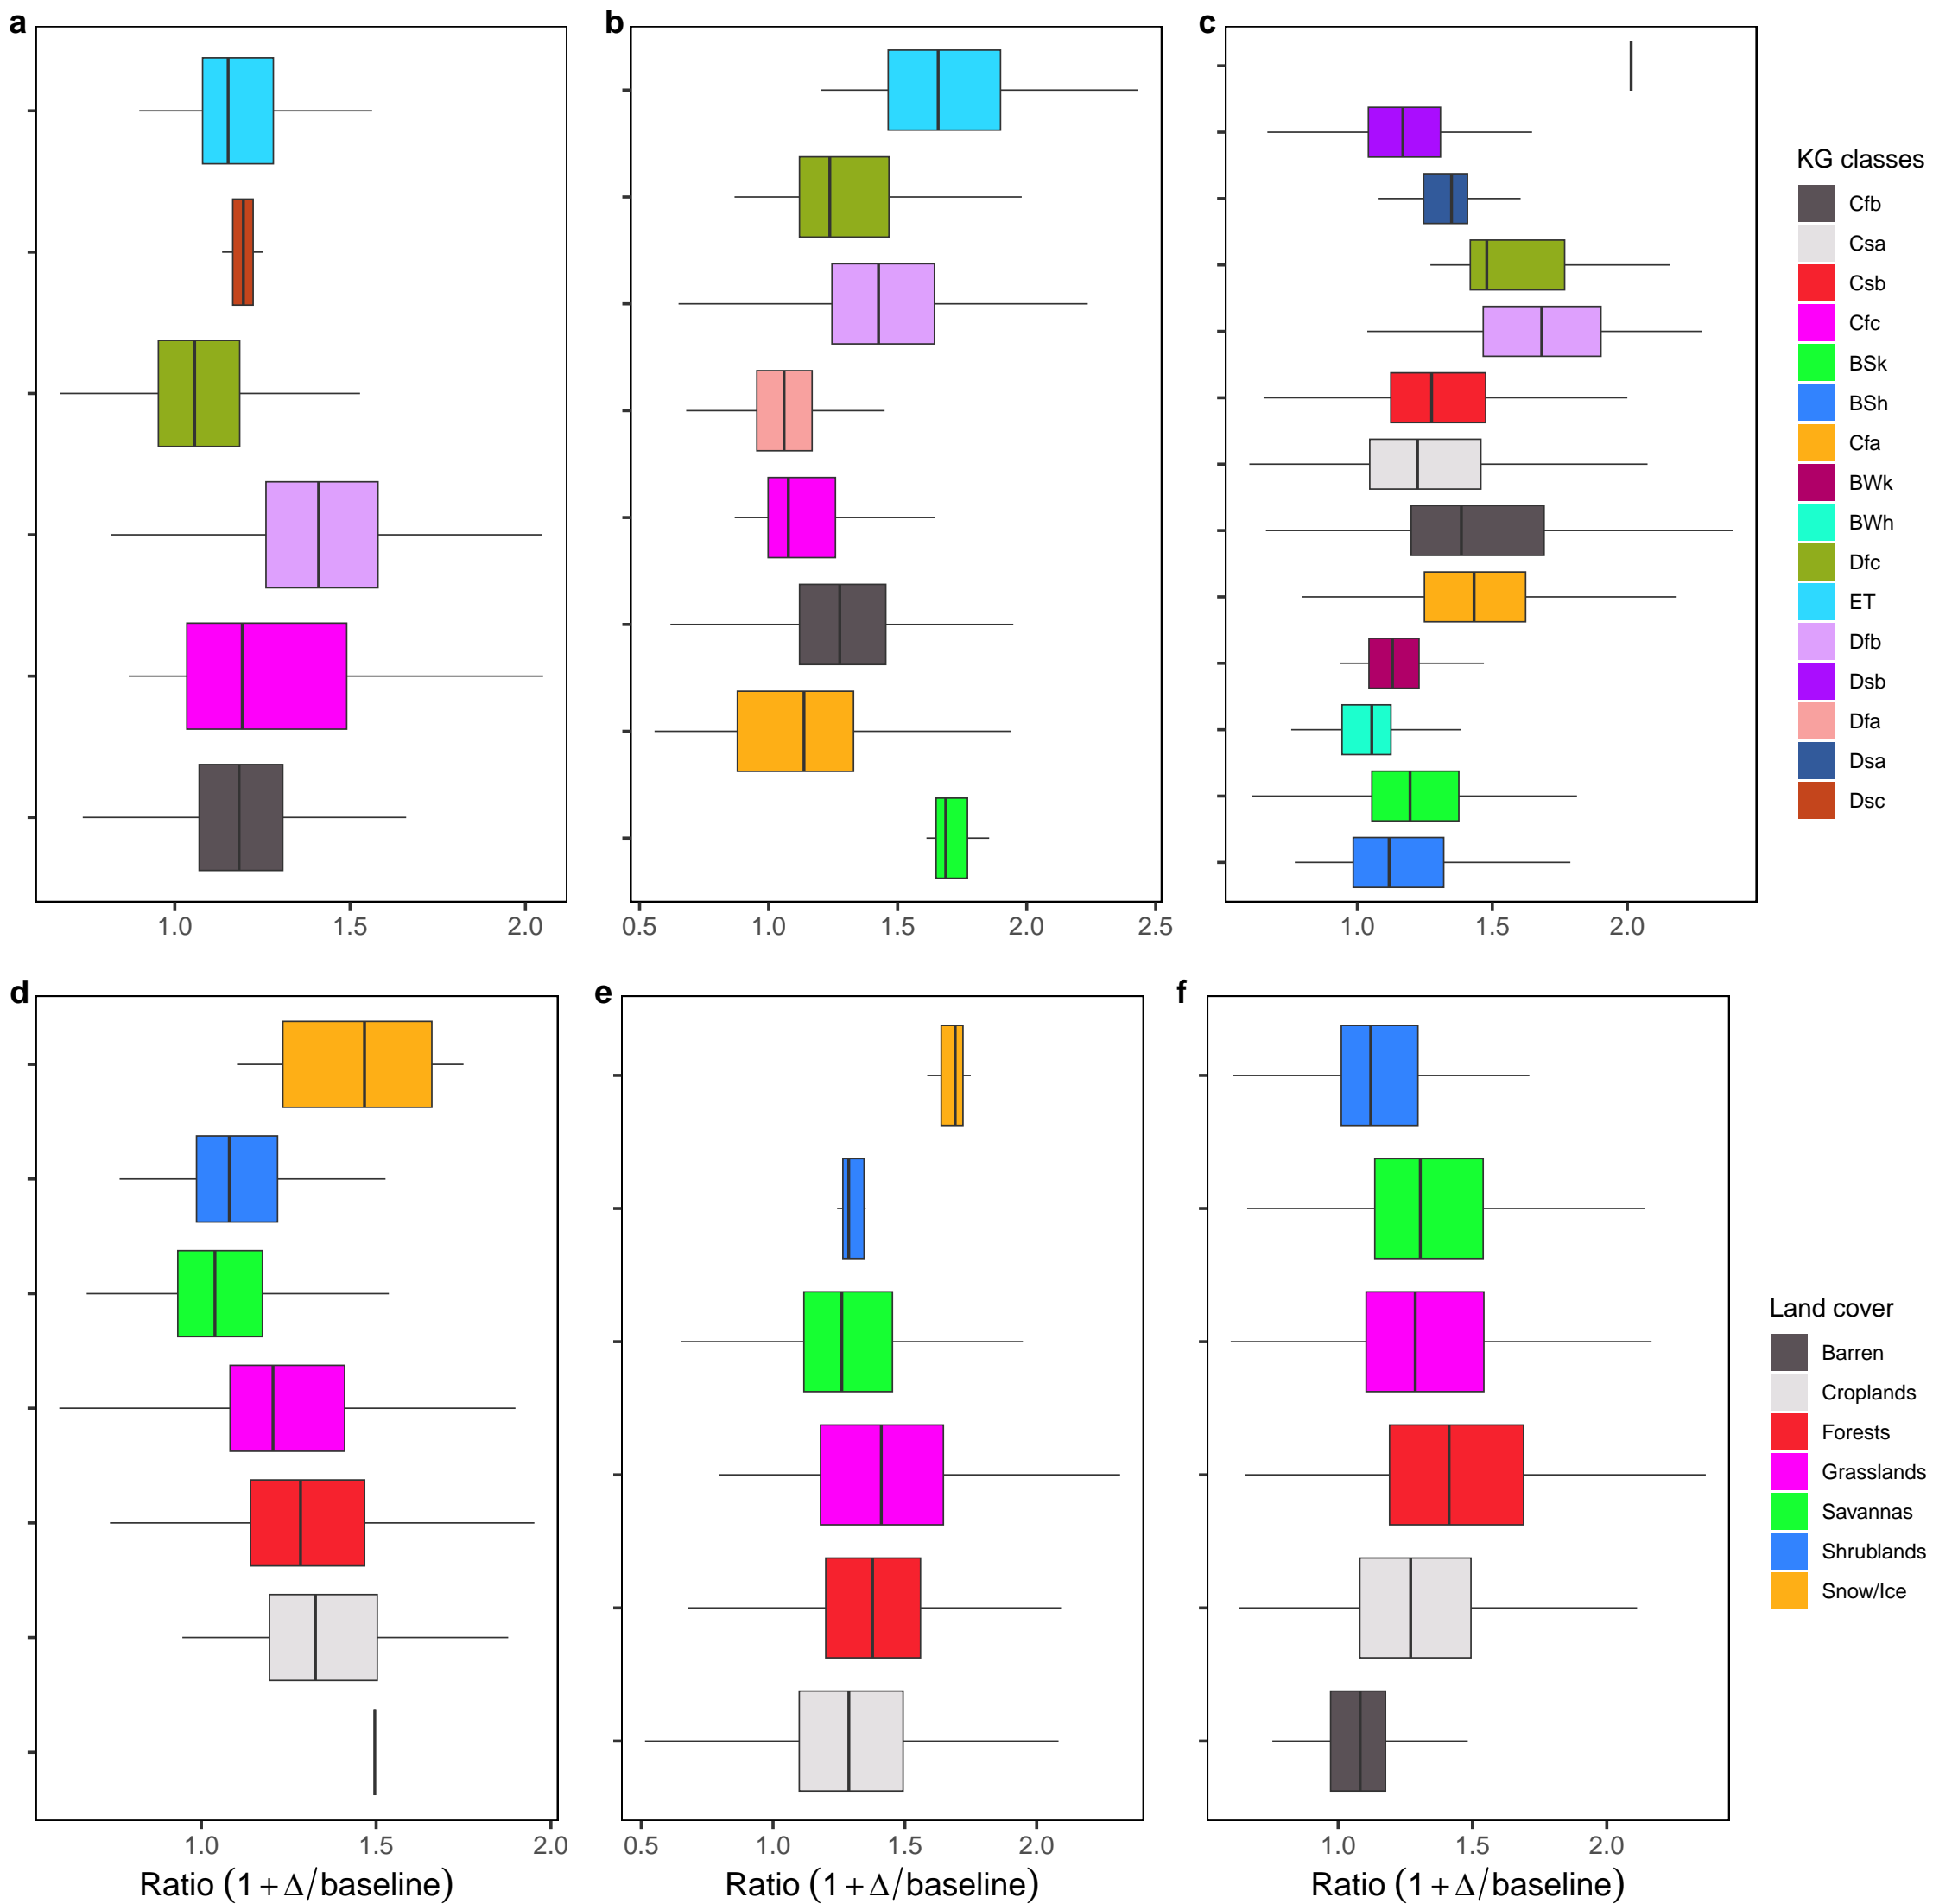 a
b
c
1.0 1.5 2.0
0.5 1.0 1.5 2.0 2.5
1.0 1.5 2.0
KG classes
Cfb
Csa
Csb
Cfc
BSk
BSh
Cfa
BWk
BWh
Dfc
ET
Dfb
Dsb
Dfa
Dsa
Dsc
d
e
f
1.0 1.5 2.0
0.5 1.0 1.5 2.0
1.0 1.5 2.0
Ratio (1 + Δ/baseline)
Ratio (1 + Δ/baseline)
Ratio (1 + Δ/baseline)
Land cover
Barren
Croplands
Forests
Grasslands
Savannas
Shrublands
Snow/Ice